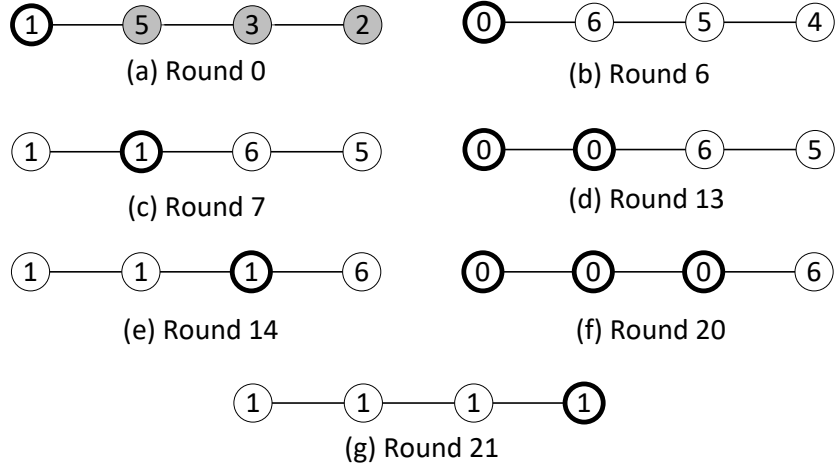 1 5 3 2
(a) Round 0
0 6 5 4
(b) Round 6
1 1 6 5
(c) Round 7
0 0 6 5
(d) Round 13
1 1 1 6
(e) Round 14
0 0 0 6
(f) Round 20
1 1 1 1
(g) Round 21